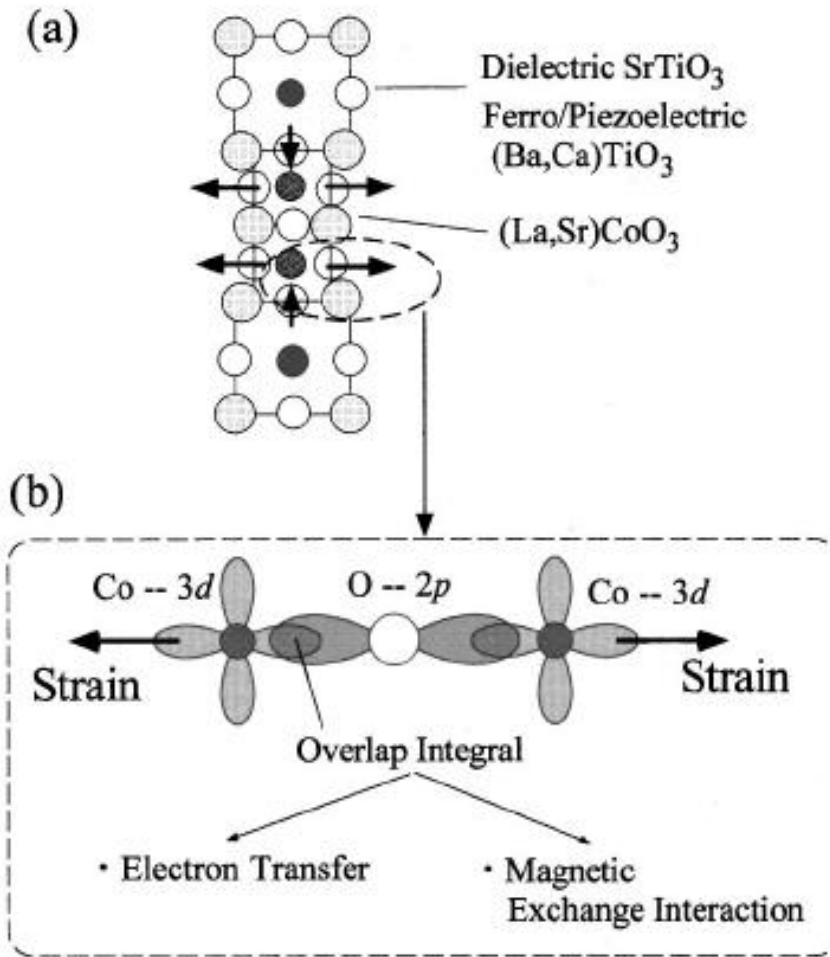 (a)
Dielectric SrTiO3
Ferro/Piezoelectric
(Ba,Ca)TiO3
(La,Sr)CoO3
(b)
Co -- 3d
O -- 2p
Co -- 3d
Strain
Strain
Overlap Integral
· Electron Transfer
· Magnetic
Exchange Interaction